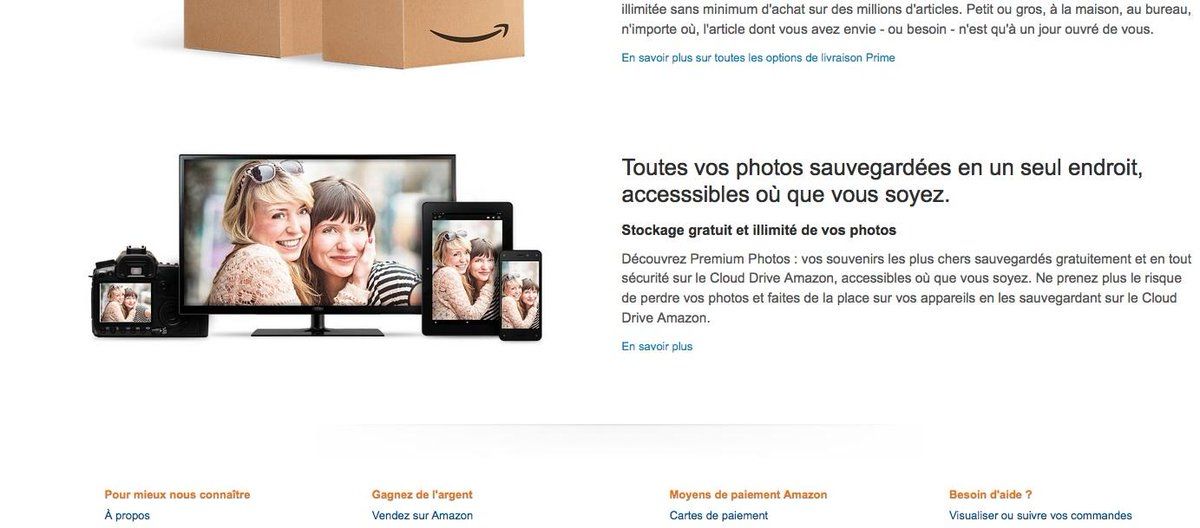 illimitée sans minimum d'achat sur des millions d'articles. Petit ou gros, à la maison, au bureau,
n'importe où, l'article dont vous avez envie - ou besoin - n'est qu'à un jour ouvré de vous.
En savoir plus sur toutes les options de livraison Prime
Toutes vos photos sauvegardées en un seul endroit,
accesssibles où que vous soyez.
Stockage gratuit et illimité de vos photos
Découvrez Premium Photos : vos souvenirs les plus chers sauvegardés gratuitement et en tout
sécurité sur le Cloud Drive Amazon, accessibles où que vous soyez. Ne prenez plus le risque
de perdre vos photos et faites de la place sur vos appareils en les sauvegardant sur le Cloud
Drive Amazon.
En savoir plus
Pour mieux nous connaître
Gagnez de l'argent
Moyens de paiement Amazon
Besoin d'aide ?
À propos
Vendez sur Amazon
Cartes de paiement
Visualiser ou suivre vos commandes